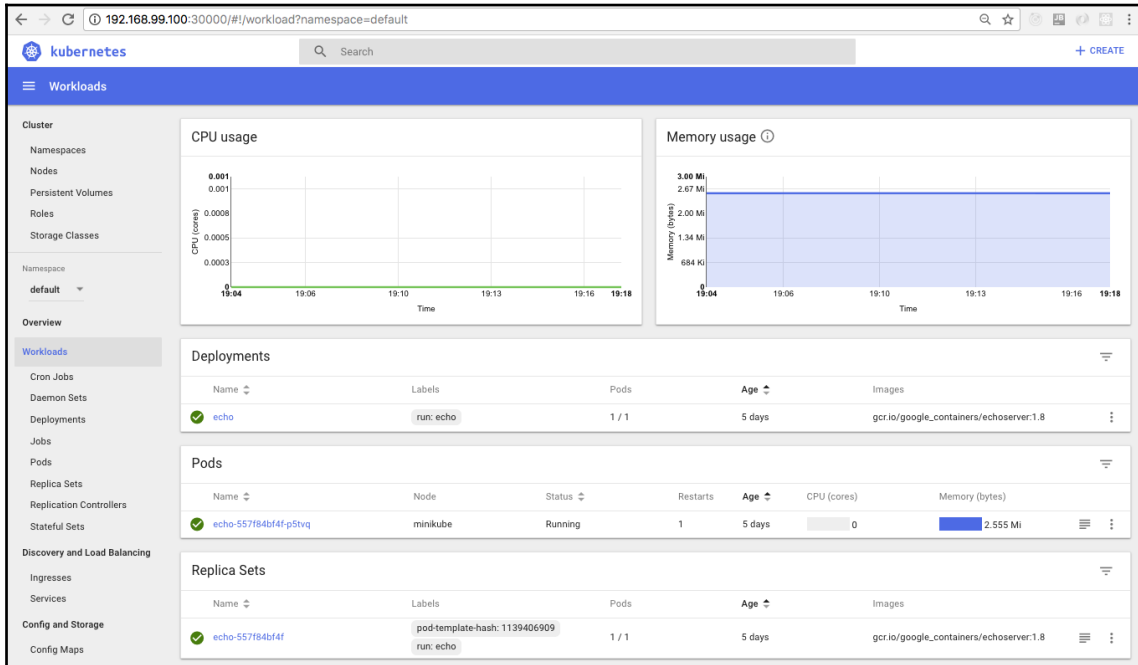 192.168.99.100:30000/#!/workload?namespace=default
kubernetes
Search
+ CREATE
Workloads
Cluster
Namespaces
Nodes
Persistent Volumes
Roles
Storage Classes
Namespace
default
Overview
Workloads
Cron Jobs
Daemon Sets
Deployments
Jobs
Pods
Replica Sets
Replication Controllers
Stateful Sets
Discovery and Load Balancing
Ingresses
Services
Config and Storage
Config Maps
CPU usage
CPU (cores)
0.001
0.001
0.0008
0.0005
0.0003
0
19:04 19:06 19:10 19:13 19:16 19:18
Time
Memory usage
Memory (bytes)
3.00 Mi
2.67 Mi
2.00 Mi
1.34 Mi
684 Ki
0
19:04 19:06 19:10 19:13 19:16 19:18
Time
Deployments
Name Labels Pods Age Images
echo run: echo 1 / 1 5 days gcr.io/google_containers/echoserver:1.8
Pods
Name Node Status Restarts Age CPU (cores) Memory (bytes)
echo-557f84bf4f-p5tvq minikube Running 1 5 days 0 2.555 Mi
Replica Sets
Name Labels Pods Age Images
echo-557f84bf4f pod-template-hash: 1139406909 1 / 1 5 days gcr.io/google_containers/echoserver:1.8
run: echo